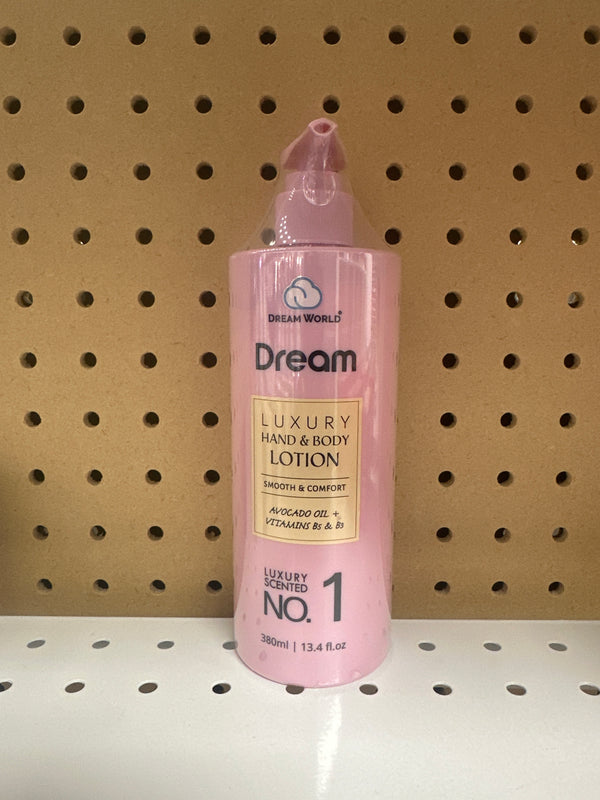 DREAM WORLD®
Dream
LUXURY
HAND & BODY
LOTION
SMOOTH & COMFORT
AVOCADO OIL +
VITAMINS B5 & B3
LUXURY
SCENTED
NO. 1
380ml | 13.4 fl.oz